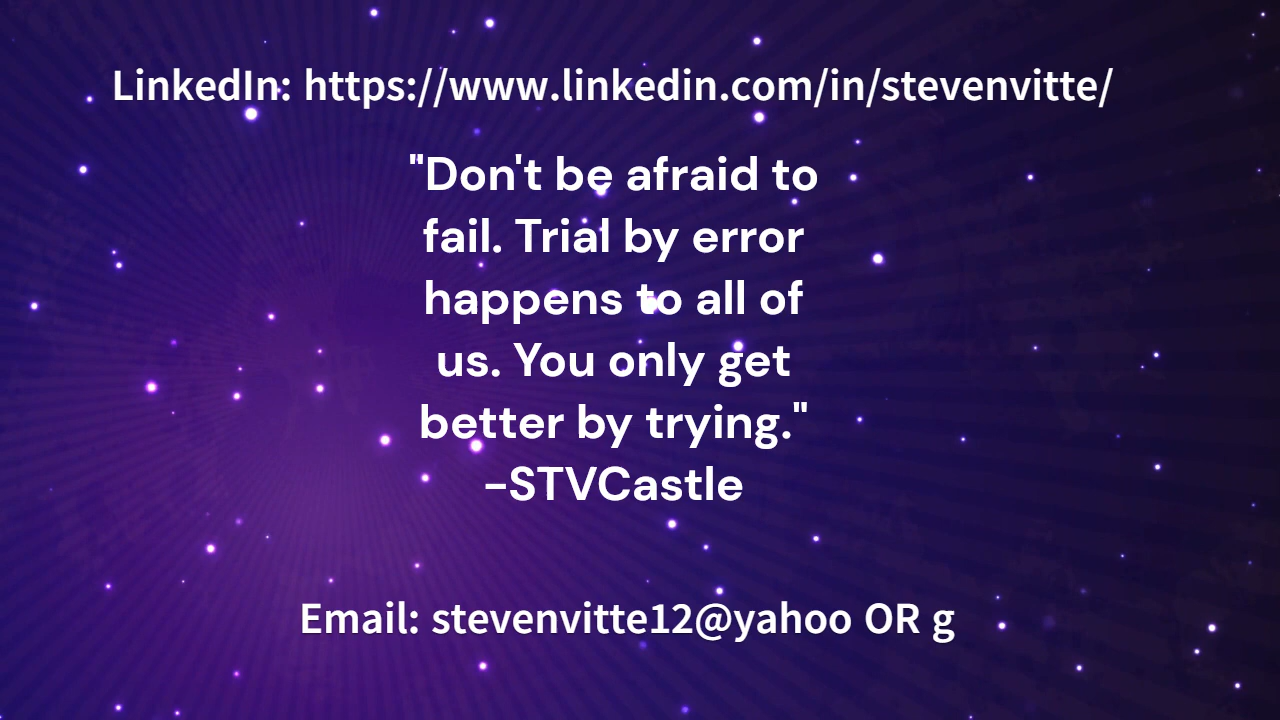 LinkedIn: https://www.linkedin.com/in/stevenvitte/
"Don't be afraid to
fail. Trial by error
happens to all of
us. You only get
better by trying."
-STVCastle
Email: stevenvitte12@yahoo OR g